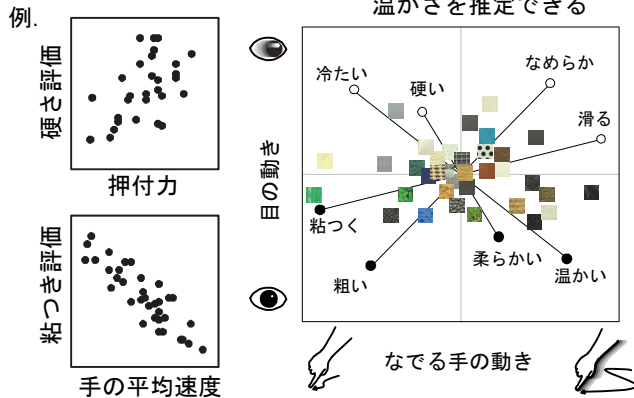 例.
硬さ評価
押付力
粘つき評価
手の平均速度
温かさを推定できる
目の動き
冷たい
硬い
なめらか
滑る
粘つく
粗い
柔らかい
温かい
なでる手の動き